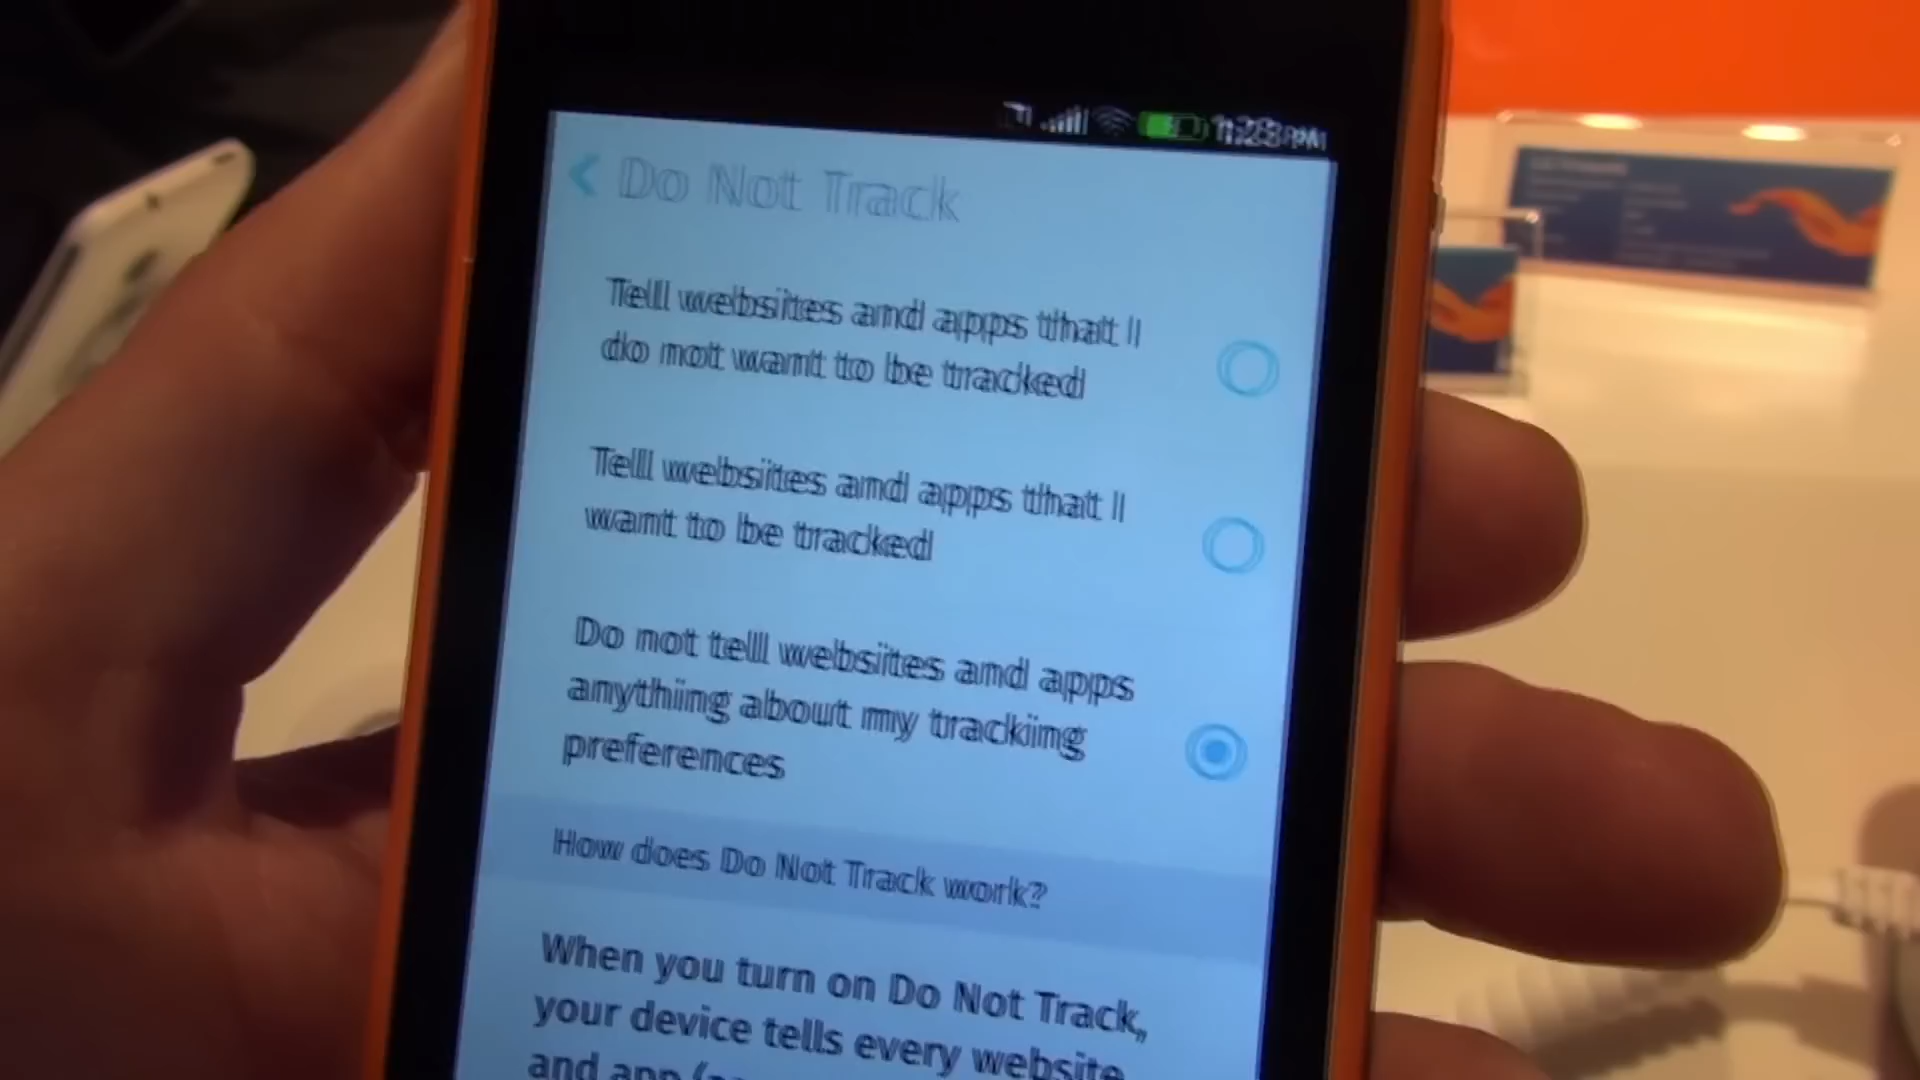 1:28 PM
Do Not Track
Tell websites and apps that I
do not want to be tracked
Tell websites and apps that I
want to be tracked
Do not tell websites and apps
anything about my tracking
preferences
How does Do Not Track work?
When you turn on Do Not Track,
your device tells every website
and app